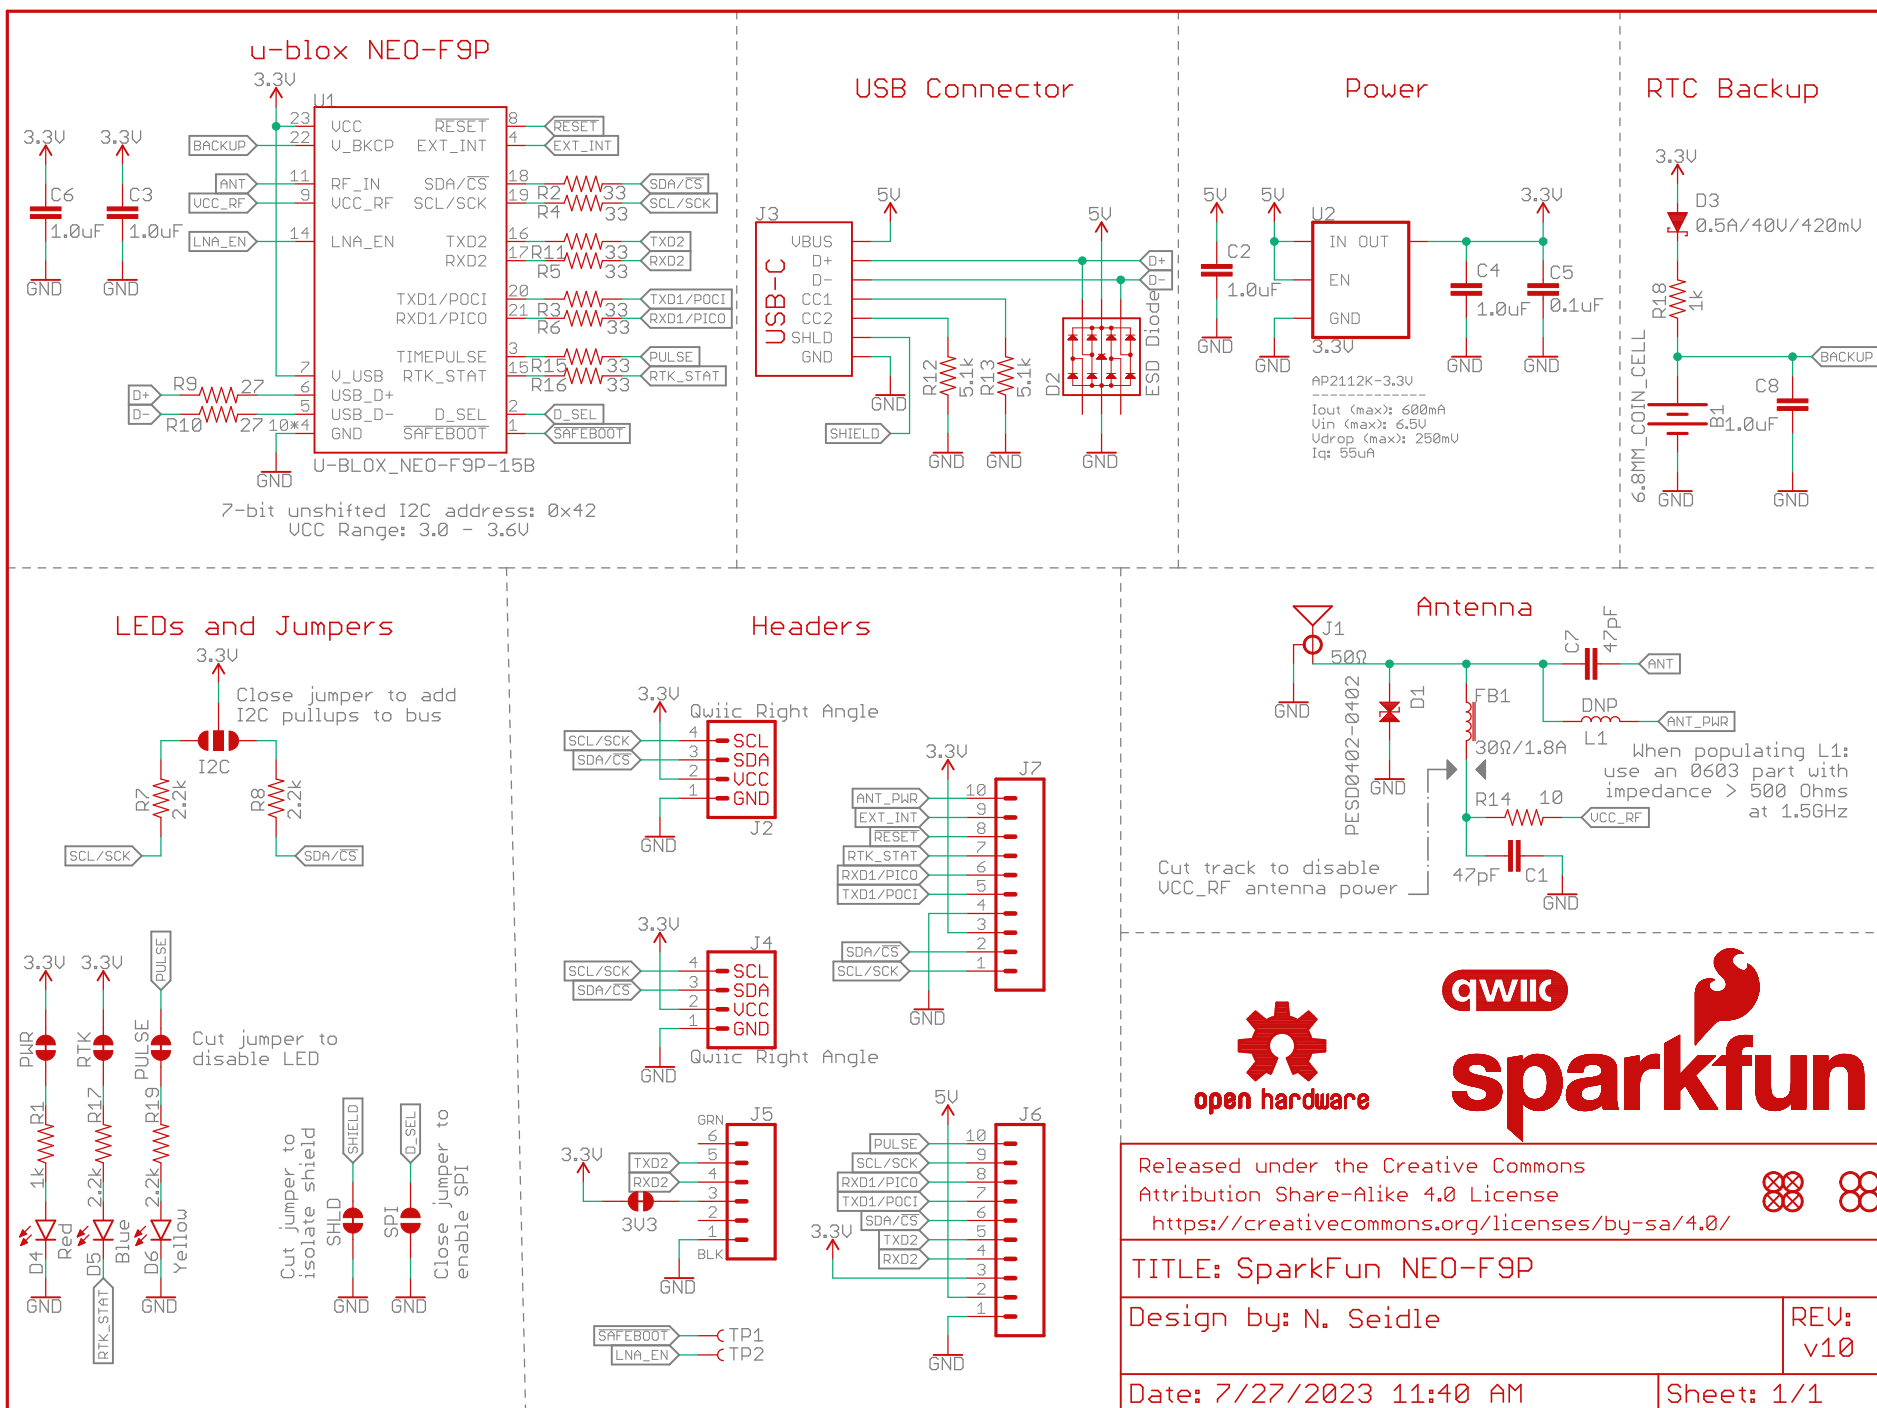 u-blox NEO-F9P
3.3V
U1
3.3V
3.3V
C6
1.0uF
C3
1.0uF
GND
GND
BACKUP
ANT
VCC_RF
LNA_EN
23 VCC
22 V_BKCP
11 RF_IN
9 VCC_RF
14 LNA_EN
7 V_USB
6 USB_D+
5 USB_D-
10*4 GND
RESET 8 RESET
EXT_INT 4 EXT_INT
SDA/CS 18 R2 33 SDA/CS
SCL/SCK 19 R4 33 SCL/SCK
TXD2 16 R11 33 TXD2
RXD2 17 R5 33 RXD2
TXD1/POCI 20 R3 33 TXD1/POCI
RXD1/PICO 21 R6 33 RXD1/PICO
TIMEPULSE 3 R15 33 PULSE
RTK_STAT 15 R16 33 RTK_STAT
D_SEL 2 D_SEL
SAFEBOOT 1 SAFEBOOT
D+ R9 27
D- R10 27
GND
U-BLOX_NEO-F9P-15B
7-bit unshifted I2C address: 0x42
VCC Range: 3.0 - 3.6V
USB Connector
J3
5V
5V
USB-C
VBUS
D+
D-
CC1
CC2
SHLD
GND
D+
D-
R12
5.1k
R13
5.1k
D2
ESD Diode
GND
SHIELD
GND
GND
GND
Power
5V
5V
U2
3.3V
C2
1.0uF
IN OUT
EN
GND
3.3V
C4
1.0uF
C5
0.1uF
GND
GND
GND
GND
AP2112K-3.3V
-------------
Iout (max): 600mA
Vin (max): 6.5V
Vdrop (max): 250mV
Iq: 55uA
RTC Backup
3.3V
D3
0.5A/40V/420mV
R18
1k
BACKUP
6.8MM_COIN_CELL
B1
C8
1.0uF
GND
GND
LEDs and Jumpers
3.3V
Close jumper to add
I2C pullups to bus
I2C
R7
2.2k
R8
2.2k
SCL/SCK
SDA/CS
3.3V
3.3V
PULSE
PWR
RTK
PULSE
Cut jumper to
disable LED
R1
1k
R17
2.2k
R19
2.2k
D4
Red
D5
Blue
D6
Yellow
GND
RTK_STAT
GND
Cut jumper to
isolate shield
SHIELD
SHLD
GND
D_SEL
SPI
GND
Close jumper to
enable SPI
Headers
3.3V
Qwiic Right Angle
SCL/SCK 4 SCL
SDA/CS 3 SDA
2 VCC
1 GND
J2
GND
3.3V
J4
SCL/SCK 4 SCL
SDA/CS 3 SDA
2 VCC
1 GND
Qwiic Right Angle
GND
J5
GRN
6
TXD2 5
RXD2 4
3.3V
3V3
3
2
1
BLK
GND
SAFEBOOT TP1
LNA_EN TP2
3.3V
J7
ANT_PWR 10
EXT_INT 9
RESET 8
RTK_STAT 7
RXD1/PICO 6
TXD1/POCI 5
4
3
SDA/CS 2
SCL/SCK 1
GND
5V
J6
PULSE 10
SCL/SCK 9
RXD1/PICO 8
TXD1/POCI 7
SDA/CS 6
TXD2 5
RXD2 4
3.3V
3
2
1
GND
Antenna
J1
50Ω
GND
PESD0402-0402
D1
GND
FB1
30Ω/1.8A
C7
47pF
ANT
DNP
L1
ANT_PWR
When populating L1:
use an 0603 part with
impedance > 500 Ohms
at 1.5GHz
R14 10
VCC_RF
47pF C1
GND
Cut track to disable
VCC_RF antenna power
open hardware
qwiic
sparkfun
Released under the Creative Commons
Attribution Share-Alike 4.0 License
https://creativecommons.org/licenses/by-sa/4.0/
TITLE: SparkFun NEO-F9P
Design by: N. Seidle
REV:
v10
Date: 7/27/2023 11:40 AM
Sheet: 1/1